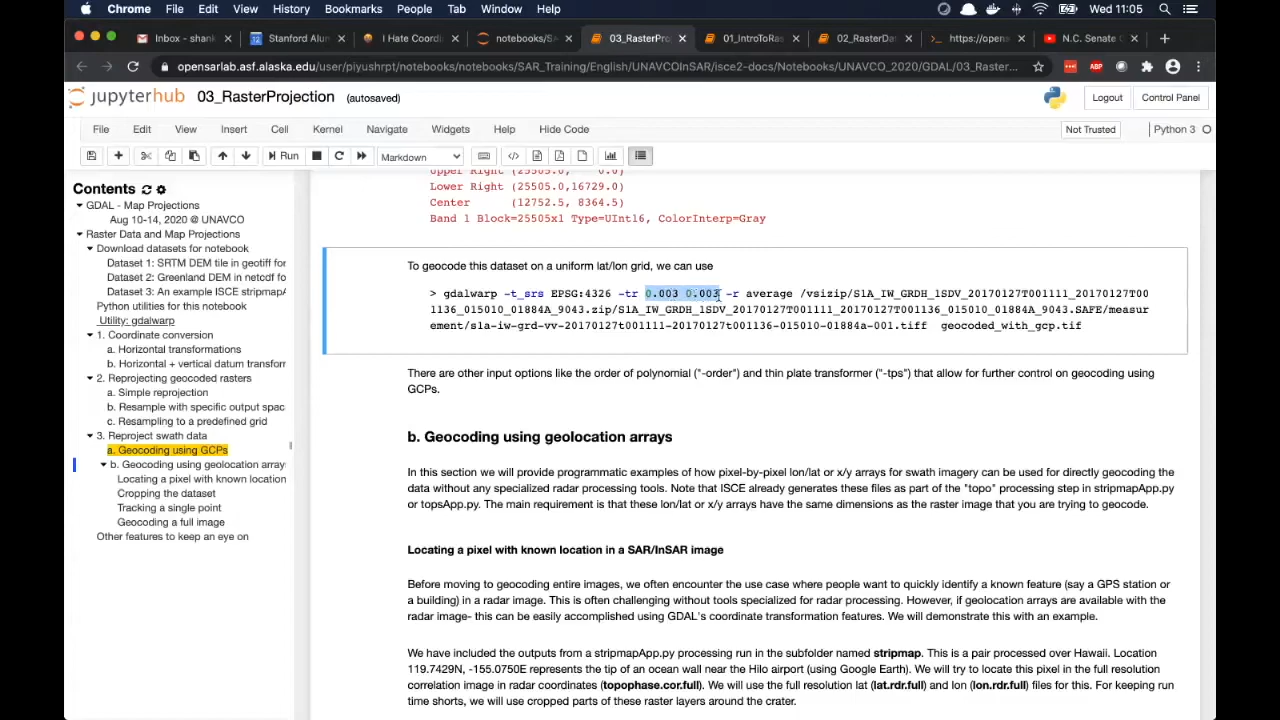 Chrome File Edit View History Bookmarks People Tab Window Help Wed 11:05
Inbox - shank Stanford Alun I Hate Coordin notebooks/SA 03_RasterPro 01_IntroToRas 02_RasterDat https://opens N.C. Senate C
opensarlab.asf.alaska.edu/user/piyushrpt/notebooks/notebooks/SAR_Training/English/UNAVCOInSAR/isce2-docs/Notebooks/UNAVCO_2020/GDAL/03_Raster...
jupyterhub 03_RasterProjection (autosaved) Logout Control Panel
File Edit View Insert Cell Kernel Navigate Widgets Help Hide Code Not Trusted Python 3
Run Markdown
Contents
GDAL - Map Projections
Aug 10-14, 2020 @ UNAVCO
Raster Data and Map Projections
Download datasets for notebook
Dataset 1: SRTM DEM tile in geotiff for
Dataset 2: Greenland DEM in netcdf fo
Dataset 3: An example ISCE stripmapA
Python utilities for this notebook
Utility: gdalwarp
1. Coordinate conversion
a. Horizontal transformations
b. Horizontal + vertical datum transforr
2. Reprojecting geocoded rasters
a. Simple reprojection
b. Resample with specific output spac
c. Resampling to a predefined grid
3. Reproject swath data
a. Geocoding using GCPs
b. Geocoding using geolocation array
Locating a pixel with known location
Cropping the dataset
Tracking a single point
Geocoding a full image
Other features to keep an eye on
Upper Right (25505.0, 0.0)
Lower Right (25505.0,16729.0)
Center (12752.5, 8364.5)
Band 1 Block=25505x1 Type=UInt16, ColorInterp=Gray
To geocode this dataset on a uniform lat/lon grid, we can use
> gdalwarp -t_srs EPSG:4326 -tr 0.003 0.003 -r average /vsizip/S1A_IW_GRDH_1SDV_20170127T001111_20170127T00
1136_015010_01884A_9043.zip/S1A_IW_GRDH_1SDV_20170127T001111_20170127T001136_015010_01884A_9043.SAFE/measur
ement/s1a-iw-grd-vv-20170127t001111-20170127t001136-015010-01884a-001.tiff geocoded_with_gcp.tif
There are other input options like the order of polynomial ("-order") and thin plate transformer ("-tps") that allow for further control on geocoding using
GCPs.
b. Geocoding using geolocation arrays
In this section we will provide programmatic examples of how pixel-by-pixel lon/lat or x/y arrays for swath imagery can be used for directly geocoding the
data without any specialized radar processing tools. Note that ISCE already generates these files as part of the "topo" processing step in stripmapApp.py
or topsApp.py. The main requirement is that these lon/lat or x/y arrays have the same dimensions as the raster image that you are trying to geocode.
Locating a pixel with known location in a SAR/InSAR image
Before moving to geocoding entire images, we often encounter the use case where people want to quickly identify a known feature (say a GPS station or
a building) in a radar image. This is often challenging without tools specialized for radar processing. However, if geolocation arrays are available with the
radar image- this can be easily accomplished using GDAL's coordinate transformation features. We will demonstrate this with an example.
We have included the outputs from a stripmapApp.py processing run in the subfolder named stripmap. This is a pair processed over Hawaii. Location
119.7429N, -155.0750E represents the tip of an ocean wall near the Hilo airport (using Google Earth). We will try to locate this pixel in the full resolution
correlation image in radar coordinates (topophase.cor.full). We will use the full resolution lat (lat.rdr.full) and lon (lon.rdr.full) files for this. For keeping run
time shorts, we will use cropped parts of these raster layers around the crater.